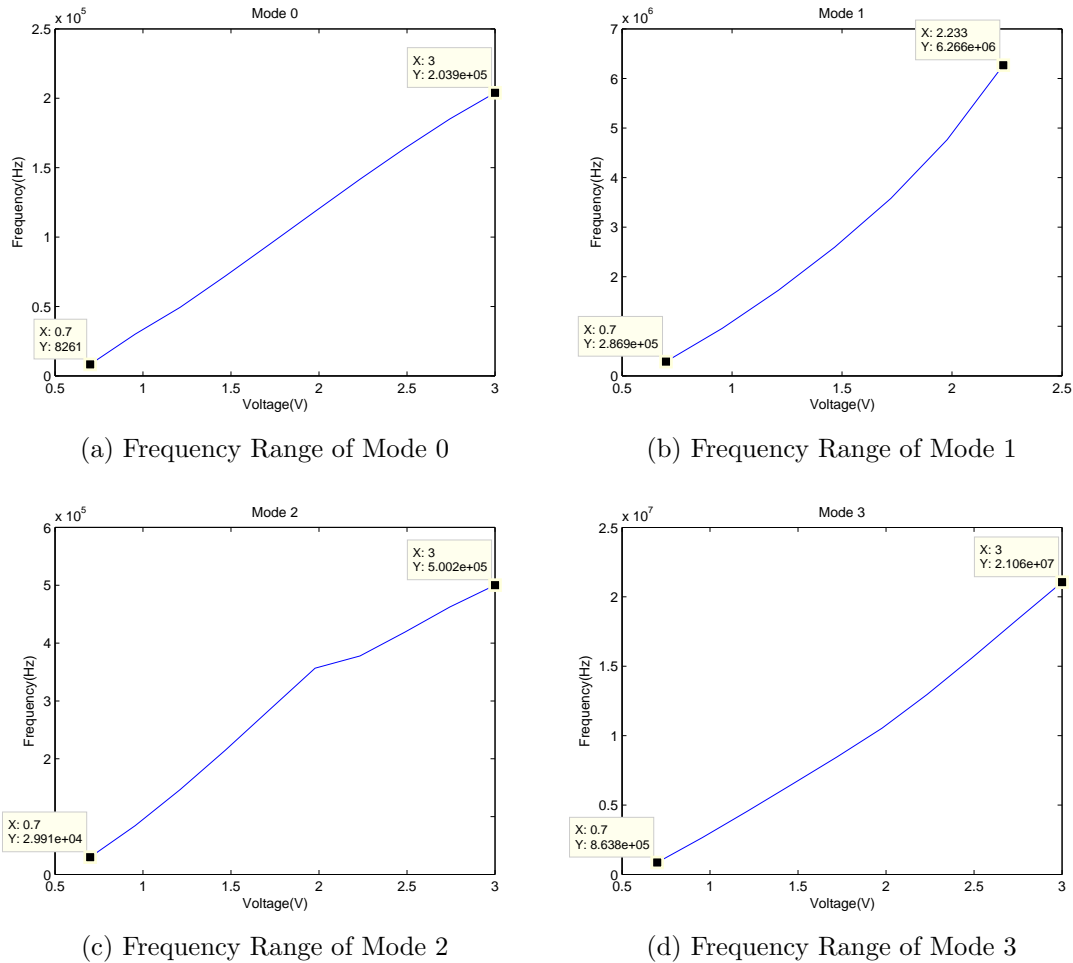 Mode 0
x 10^5
2.5
2
1.5
1
0.5
0
Frequency(Hz)
X: 3
Y: 2.039e+05
X: 0.7
Y: 8261
0.5 1 1.5 2 2.5 3
Voltage(V)
(a) Frequency Range of Mode 0
Mode 1
x 10^6
7
6
5
4
3
2
1
0
Frequency(Hz)
X: 2.233
Y: 6.266e+06
X: 0.7
Y: 2.869e+05
0.5 1 1.5 2 2.5
Voltage(V)
(b) Frequency Range of Mode 1
Mode 2
x 10^5
6
5
4
3
2
0
Frequency(Hz)
X: 3
Y: 5.002e+05
X: 0.7
Y: 2.991e+04
0.5 1 1.5 2 2.5 3
Voltage(V)
(c) Frequency Range of Mode 2
Mode 3
x 10^7
2.5
2
1.5
1
0.5
0
Frequency(Hz)
X: 3
Y: 2.106e+07
X: 0.7
Y: 8.638e+05
0.5 1 1.5 2 2.5 3
Voltage(V)
(d) Frequency Range of Mode 3